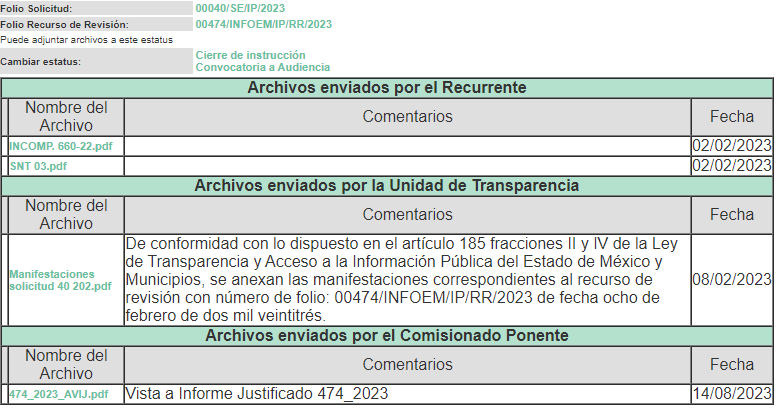 Folio Solicitud: 00040/SE/IP/2023
Folio Recurso de Revisión: 00474/INFOEM/IP/RR/2023
Puede adjuntar archivos a este estatus
Cambiar estatus: Cierre de instrucción
Convocatoria a Audiencia
Archivos enviados por el Recurrente
Nombre del Archivo Comentarios Fecha
INCOMP. 660-22.pdf 02/02/2023
SNT 03.pdf 02/02/2023
Archivos enviados por la Unidad de Transparencia
Nombre del Archivo Comentarios Fecha
Manifestaciones solicitud 40 202.pdf
De conformidad con lo dispuesto en el artículo 185 fracciones II y IV de la Ley
de Transparencia y Acceso a la Información Pública del Estado de México y
Municipios, se anexan las manifestaciones correspondientes al recurso de
revisión con número de folio: 00474/INFOEM/IP/RR/2023 de fecha ocho de
febrero de dos mil veintitrés.
08/02/2023
Archivos enviados por el Comisionado Ponente
Nombre del Archivo Comentarios Fecha
474_2023_AVIJ.pdf Vista a Informe Justificado 474_2023 14/08/2023